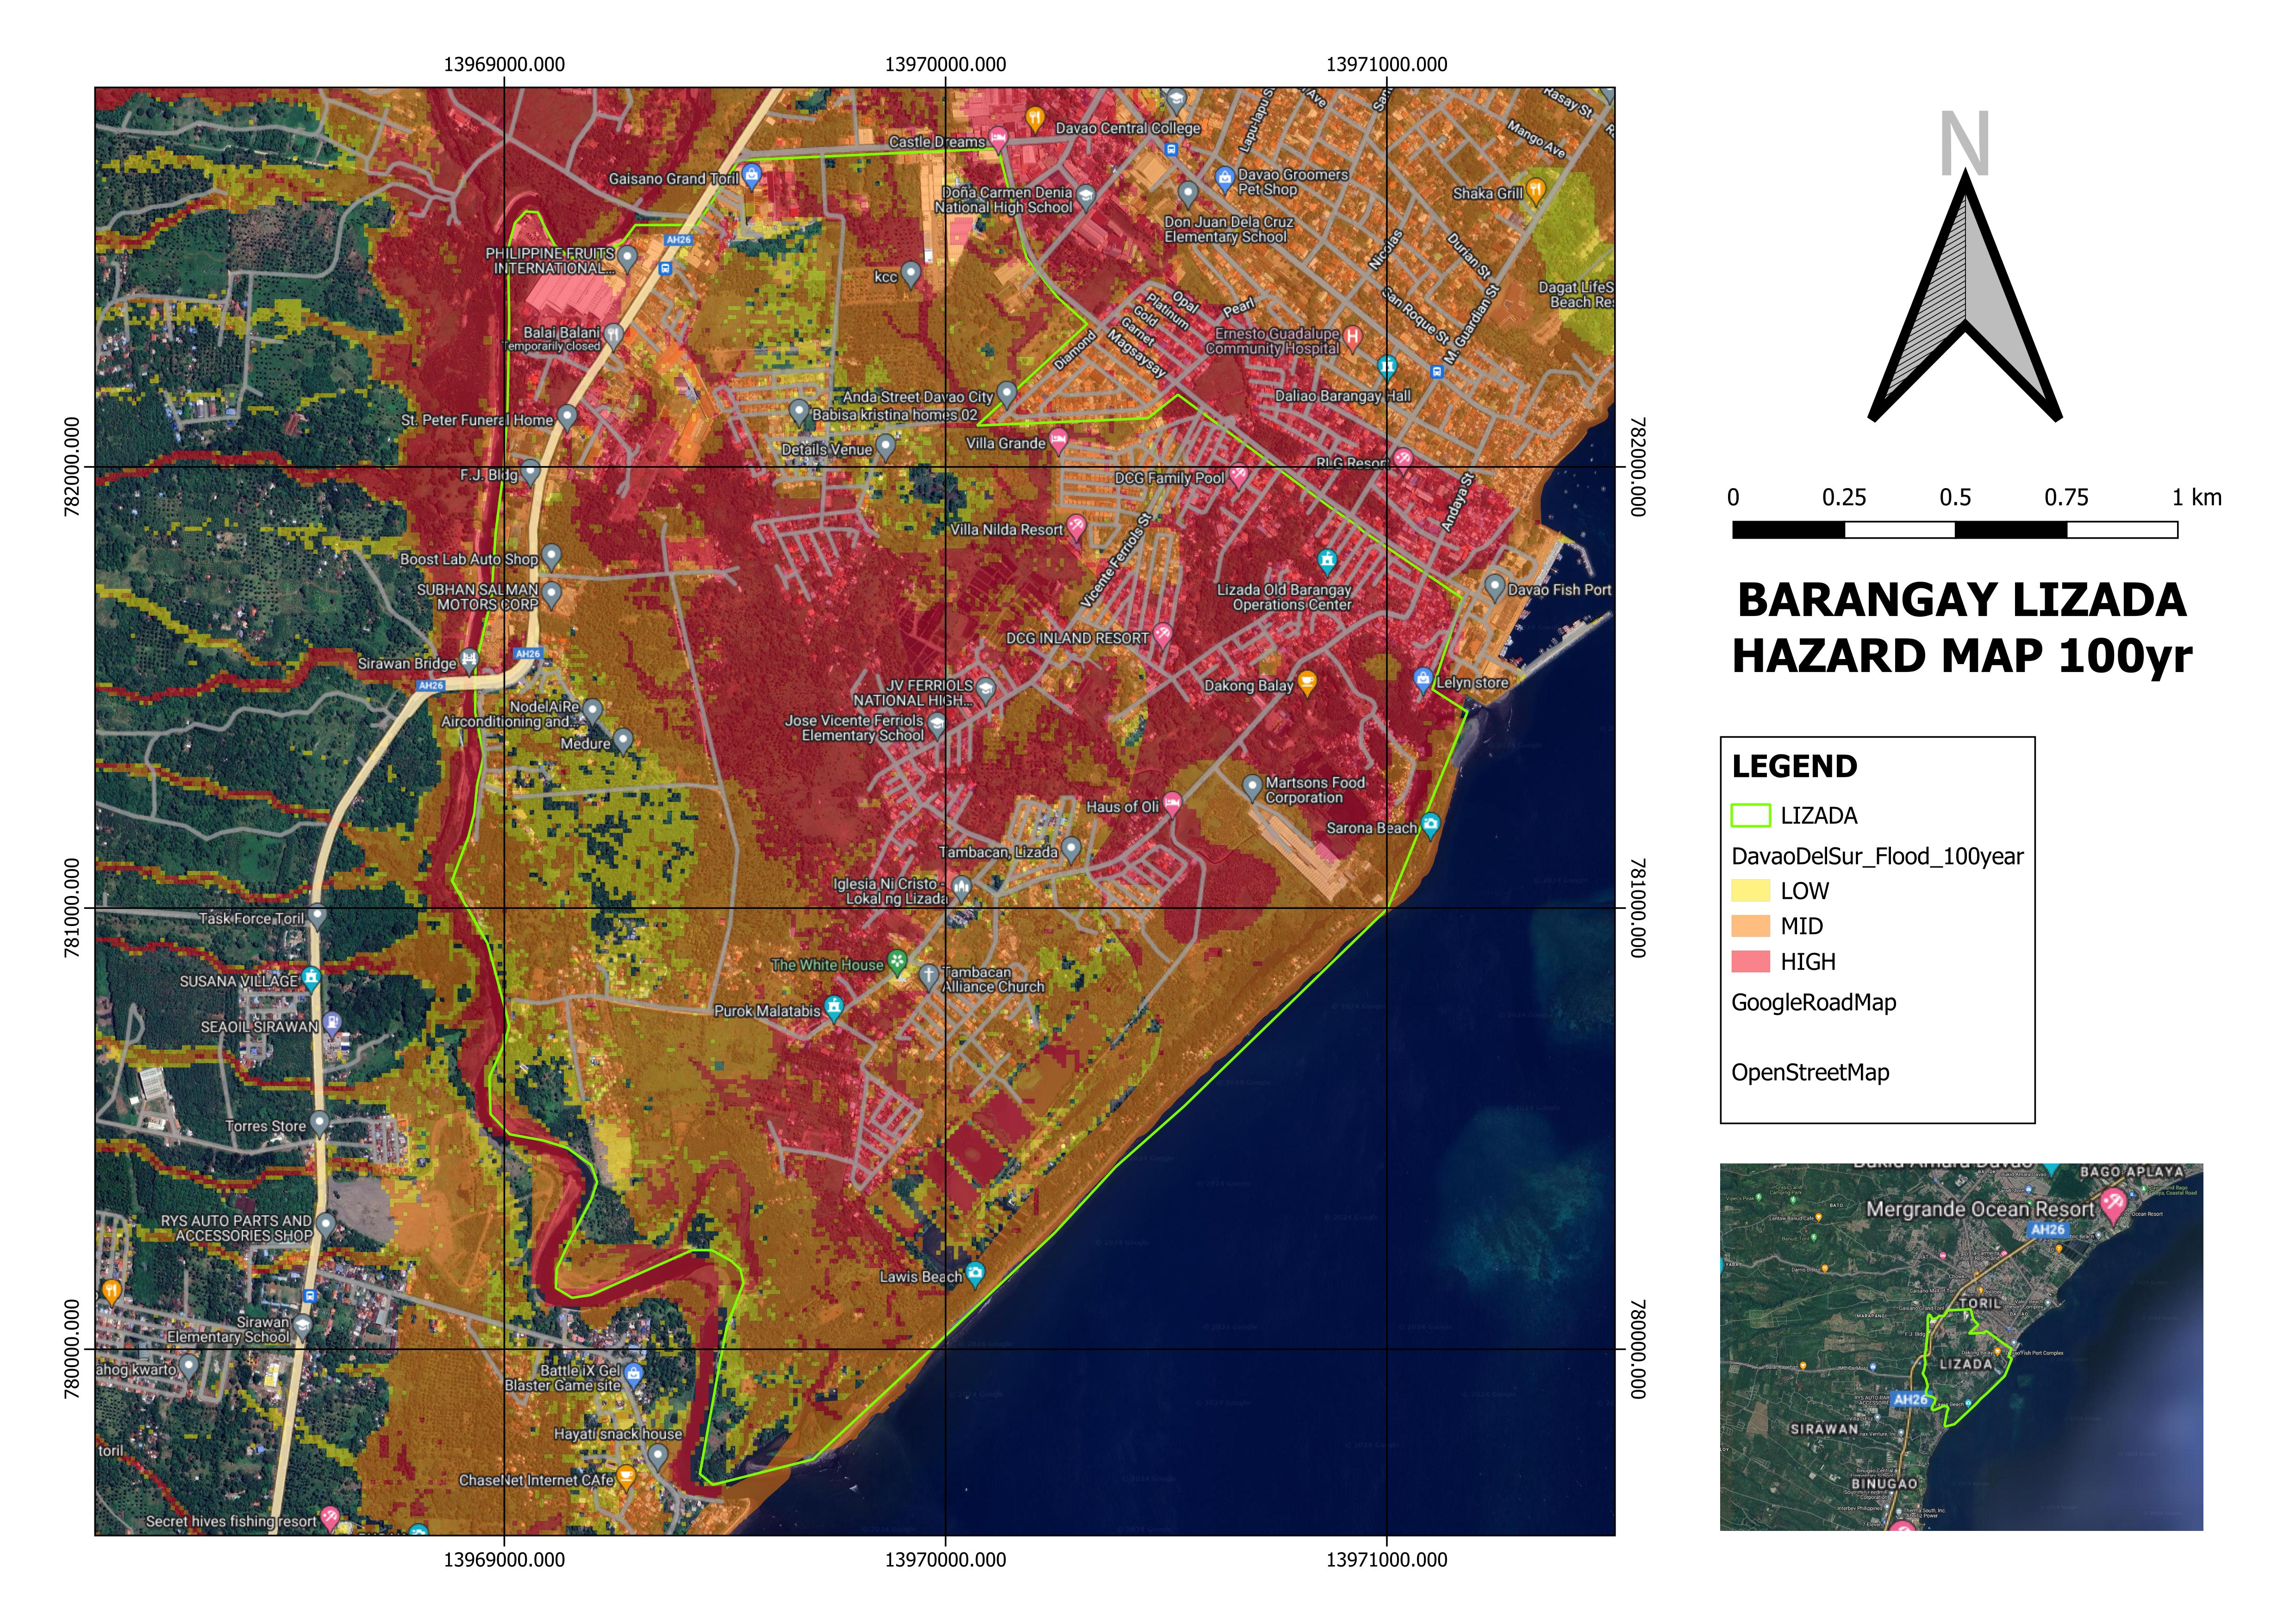 13969000.000
13970000.000
13971000.000
782000.000
781000.000
780000.000
782000.000
781000.000
780000.000
13969000.000
13970000.000
13971000.000
Rasay St
Mango Ave
Lapu-lapu S
Davao Central College
Castle Dreams
Gaisano Grand Toril
Davao Groomers
Pet Shop
Shaka Grill
Doña Carmen Denia
National High School
Don Juan Dela Cruz
Elementary School
AH26
PHILIPPINE FRUITS
INTERNATIONAL...
Nicolas
Durian St
kcc
Dagat LifeS
Beach Res
Opal
Platinum
Pearl
Gold
Garnet
Magsaysay
Diamond
San Roque St
M. Guardian St
Balai Balani
Temporarily closed
Ernesto Guadalupe
Community Hospital
Anda Street Davao City
Daliao Barangay Hall
St. Peter Funeral Home
Babisa kristina homes 02
Details Venue
Villa Grande
F.J. Bldg
DCG Family Pool
RLG Resort
Andaya St
Villa Nilda Resort
Vicente Ferriols St
Boost Lab Auto Shop
SUBHAN SALMAN
MOTORS CORP
Lizada Old Barangay
Operations Center
Davao Fish Port
DCG INLAND RESORT
Sirawan Bridge
AH26
AH26
JV FERRIOLS
NATIONAL HIGH...
Dakong Balay
Lelyn store
NodelAiRe
Airconditioning and...
Medure
Jose Vicente Ferriols
Elementary School
Martsons Food
Corporation
Haus of Oli
Sarona Beach
Tambacan, Lizada
Iglesia Ni Cristo -
Lokal ng Lizada
Task Force Toril
The White House
Tambacan
Alliance Church
SUSANA VILLAGE
Purok Malatabis
SEAOIL SIRAWAN
Torres Store
RYS AUTO PARTS AND
ACCESSORIES SHOP
Lawis Beach
Sirawan
Elementary School
ahog kwarto
Battle iX Gel
Blaster Game site
Hayati snack house
toril
ChaseNet Internet CAfe
Secret hives fishing resort
N
0 0.25 0.5 0.75 1 km
BARANGAY LIZADA
HAZARD MAP 100yr
LEGEND
LIZADA
DavaoDelSur_Flood_100year
LOW
MID
HIGH
GoogleRoadMap
OpenStreetMap
BAGO APLAYA
Mergrande Ocean Resort
AH26
TORIL
LIZADA
AH26
SIRAWAN
BINUGAO